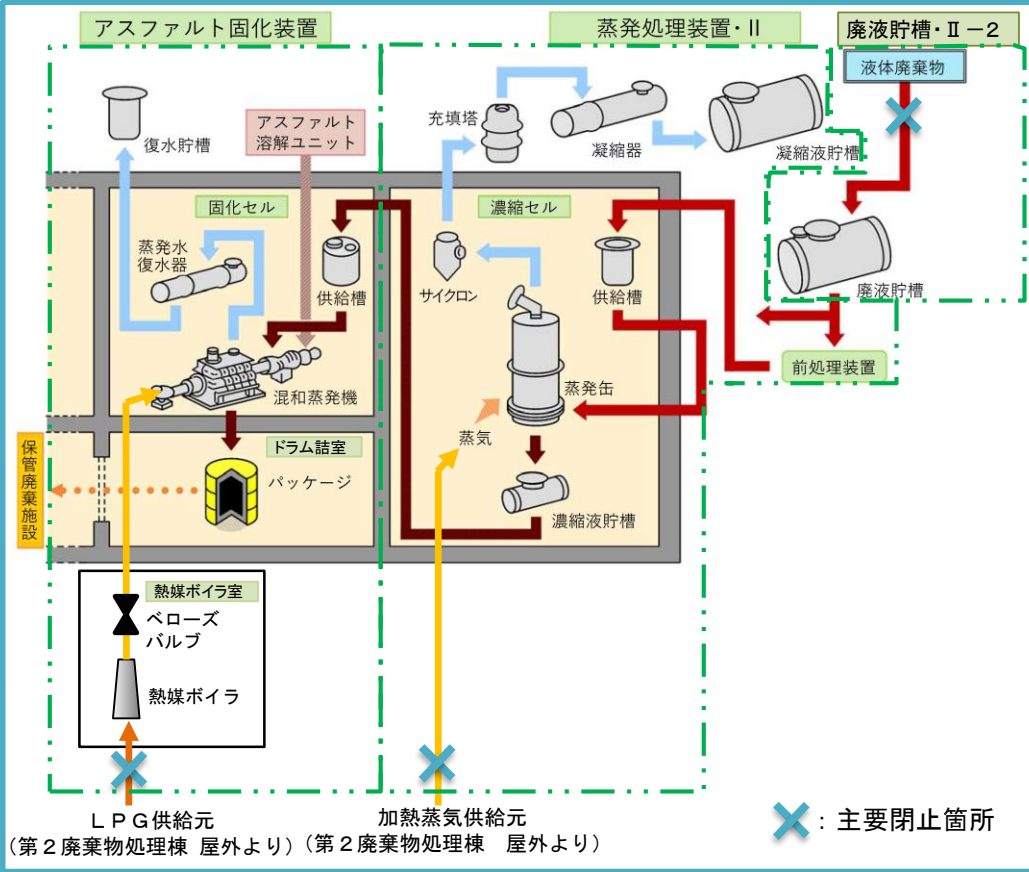 アスファルト固化装置
蒸発処理装置・Ⅱ
廃液貯槽・Ⅱ－２
液体廃棄物
復水貯槽
アスファルト
溶解ユニット
充填塔
凝縮器
凝縮液貯槽
固化セル
濃縮セル
蒸発水
復水器
供給槽
サイクロン
供給槽
廃液貯槽
混和蒸発機
蒸発缶
前処理装置
蒸気
保管廃棄施設
ドラム詰室
パッケージ
濃縮液貯槽
熱媒ボイラ室
ベローズ
バルブ
熱媒ボイラ
ＬＰＧ供給元
(第２廃棄物処理棟 屋外より)
加熱蒸気供給元
(第２廃棄物処理棟 屋外より)
：主要閉止箇所